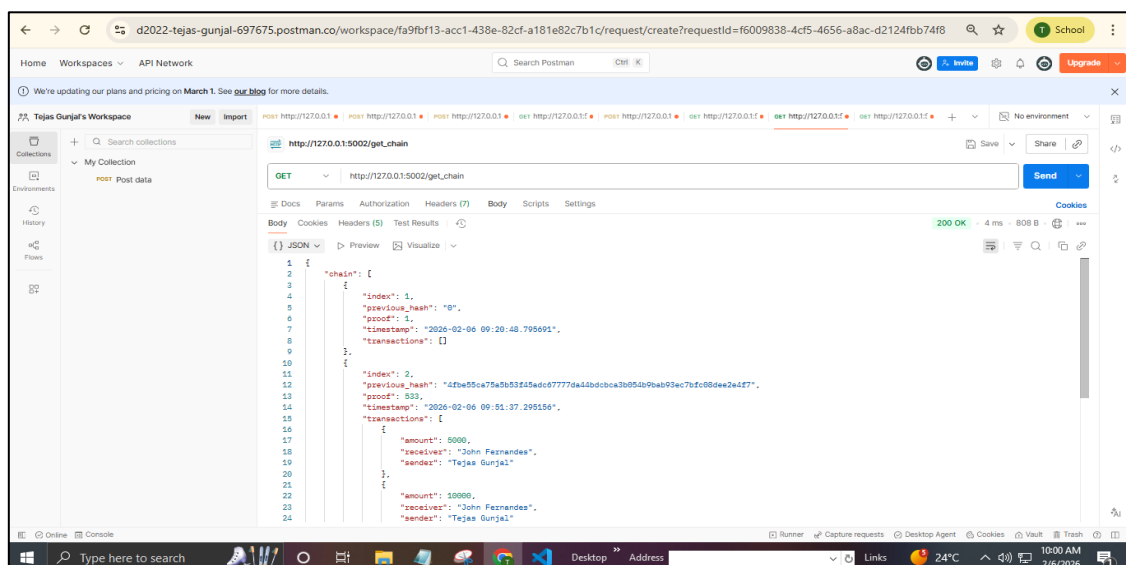 d2022-tejas-gunjal-697675.postman.co/workspace/fa9fbf13-acc1-438e-82cf-a181e82c7b1c/request/create?requestId=f6009838-4cf5-4656-a8ac-d2124fbb74f8
T School
Home Workspaces API Network
Search Postman Ctrl K
Invite
Upgrade
We're updating our plans and pricing on March 1. See our blog for more details.
Tejas Gunjal's Workspace New Import
POST http://127.0.0.1 POST http://127.0.0.1 POST http://127.0.0.1 GET http://127.0.0.1:5 POST http://127.0.0.1 GET http://127.0.0.1:5 GET http://127.0.0.1:5 GET http://127.0.0.1:5 No environment
Collections
Environments
History
Flows
Search collections
My Collection
POST Post data
http://127.0.0.1:5002/get_chain
Save Share
GET http://127.0.0.1:5002/get_chain Send
Docs Params Authorization Headers (7) Body Scripts Settings Cookies
Body Cookies Headers (5) Test Results 200 OK 4 ms 808 B
{} JSON Preview Visualize
1 {
2 "chain": [
3 {
4 "index": 1,
5 "previous_hash": "0",
6 "proof": 1,
7 "timestamp": "2026-02-06 09:20:48.795691",
8 "transactions": []
9 },
10 {
11 "index": 2,
12 "previous_hash": "4fbe55ca75a5b53f45adc67777da44bdcbca3b054b9bab93ec7bfc08dee2e4f7",
13 "proof": 533,
14 "timestamp": "2026-02-06 09:51:37.295156",
15 "transactions": [
16 {
17 "amount": 5000,
18 "receiver": "John Fernandes",
19 "sender": "Tejas Gunjal"
20 },
21 {
22 "amount": 10000,
23 "receiver": "John Fernandes",
24 "sender": "Tejas Gunjal"
Online Console
Runner Capture requests Desktop Agent Cookies Vault Trash
AI
Type here to search
Desktop Address
Links
24°C
10:00 AM
2/6/2026